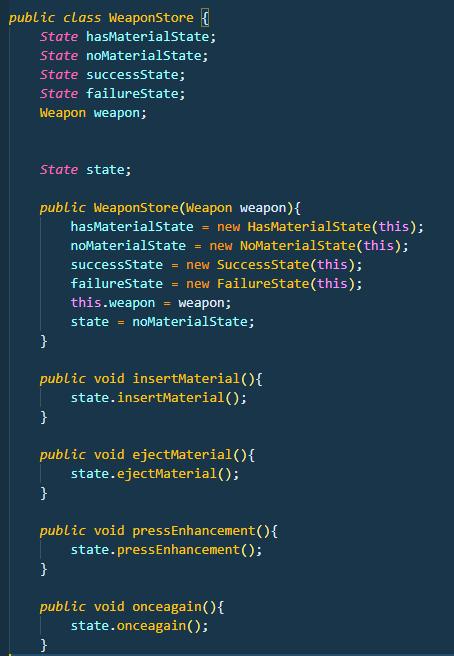 public class WeaponStore {
    State hasMaterialState;
    State noMaterialState;
    State successState;
    State failureState;
    Weapon weapon;

    State state;

    public WeaponStore(Weapon weapon){
        hasMaterialState = new HasMaterialState(this);
        noMaterialState = new NoMaterialState(this);
        successState = new SuccessState(this);
        failureState = new FailureState(this);
        this.weapon = weapon;
        state = noMaterialState;
    }

    public void insertMaterial(){
        state.insertMaterial();
    }

    public void ejectMaterial(){
        state.ejectMaterial();
    }

    public void pressEnhancement(){
        state.pressEnhancement();
    }

    public void onceagain(){
        state.onceagain();
    }